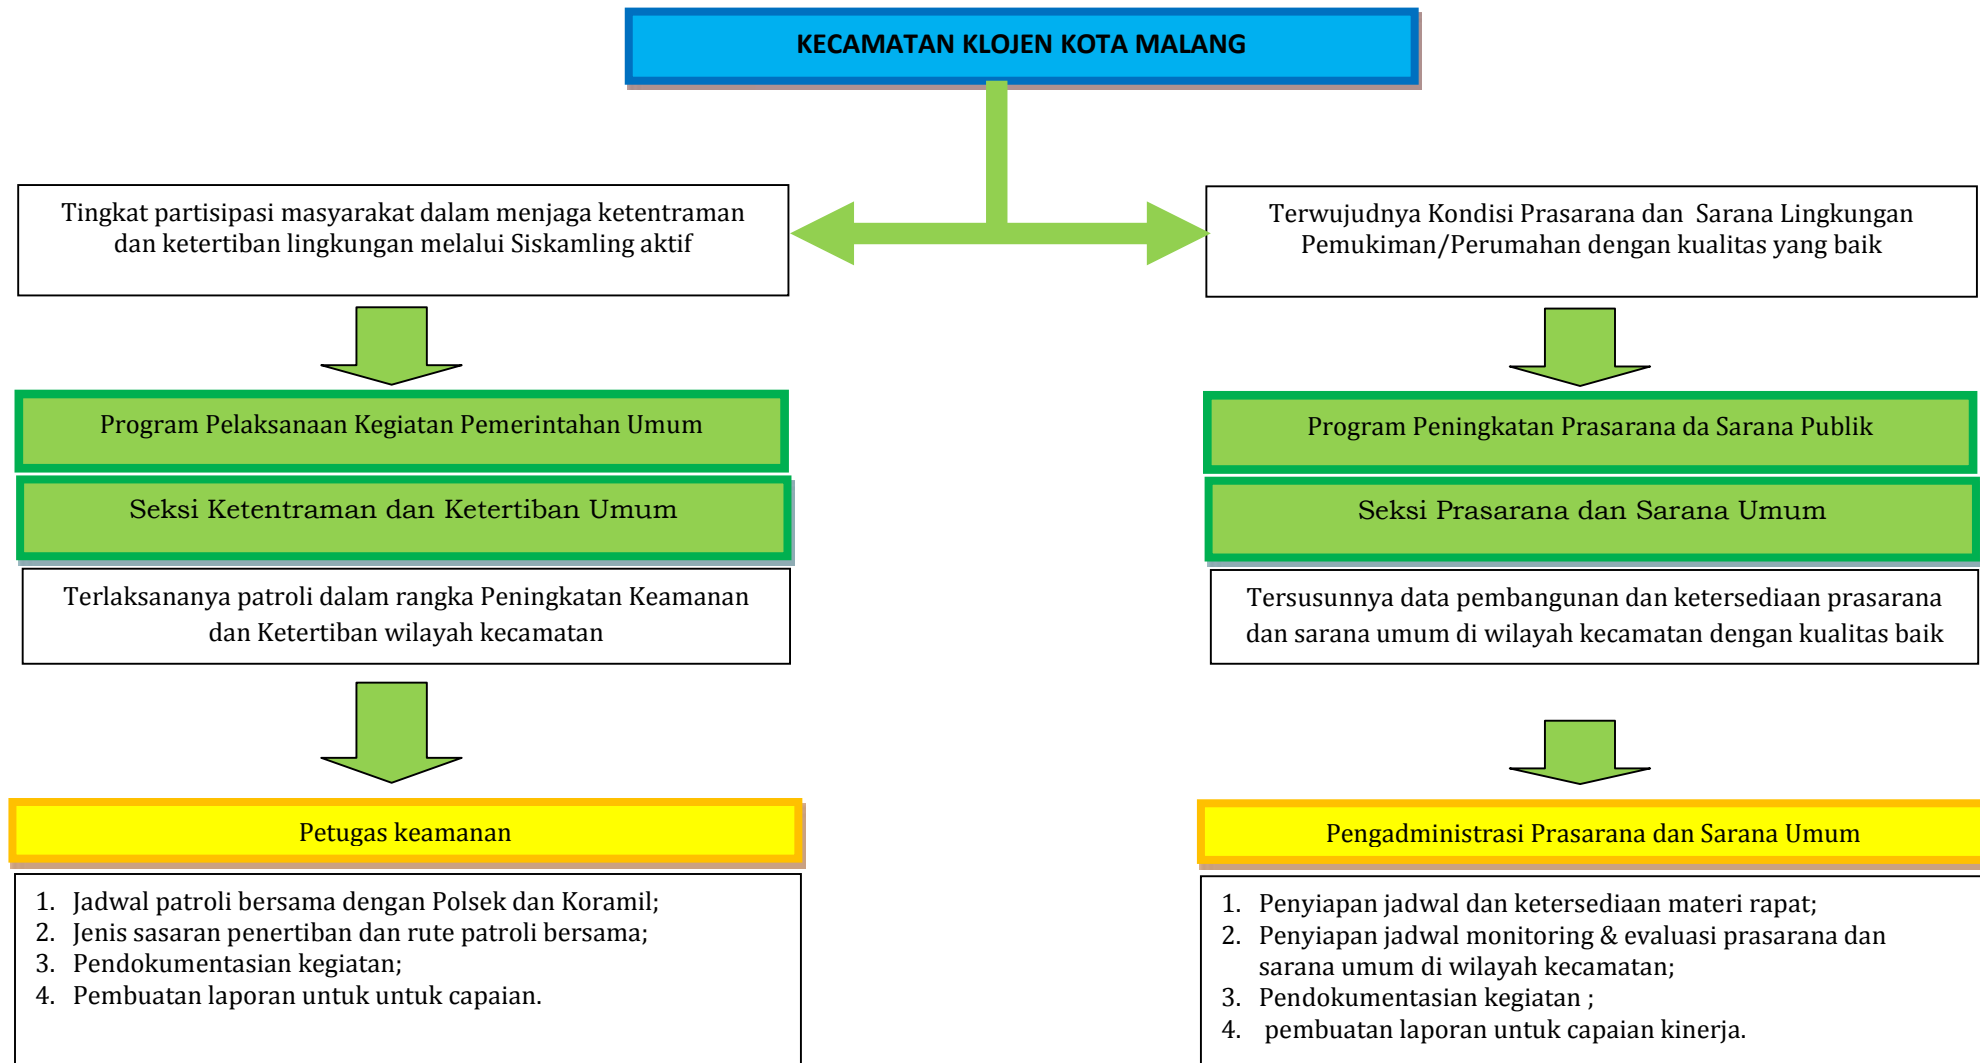 KECAMATAN KLOJEN KOTA MALANG
Tingkat partisipasi masyarakat dalam menjaga ketentraman
dan ketertiban lingkungan melalui Siskamling aktif
Program Pelaksanaan Kegiatan Pemerintahan Umum
Seksi Ketentraman dan Ketertiban Umum
Terlaksananya patroli dalam rangka Peningkatan Keamanan
dan Ketertiban wilayah kecamatan
Petugas keamanan
1. Jadwal patroli bersama dengan Polsek dan Koramil;
2. Jenis sasaran penertiban dan rute patroli bersama;
3. Pendokumentasian kegiatan;
4. Pembuatan laporan untuk untuk capaian.
Terwujudnya Kondisi Prasarana dan Sarana Lingkungan
Pemukiman/Perumahan dengan kualitas yang baik
Program Peningkatan Prasarana da Sarana Publik
Seksi Prasarana dan Sarana Umum
Tersusunnya data pembangunan dan ketersediaan prasarana
dan sarana umum di wilayah kecamatan dengan kualitas baik
Pengadministrasi Prasarana dan Sarana Umum
1. Penyiapan jadwal dan ketersediaan materi rapat;
2. Penyiapan jadwal monitoring & evaluasi prasarana dan
sarana umum di wilayah kecamatan;
3. Pendokumentasian kegiatan ;
4. pembuatan laporan untuk capaian kinerja.